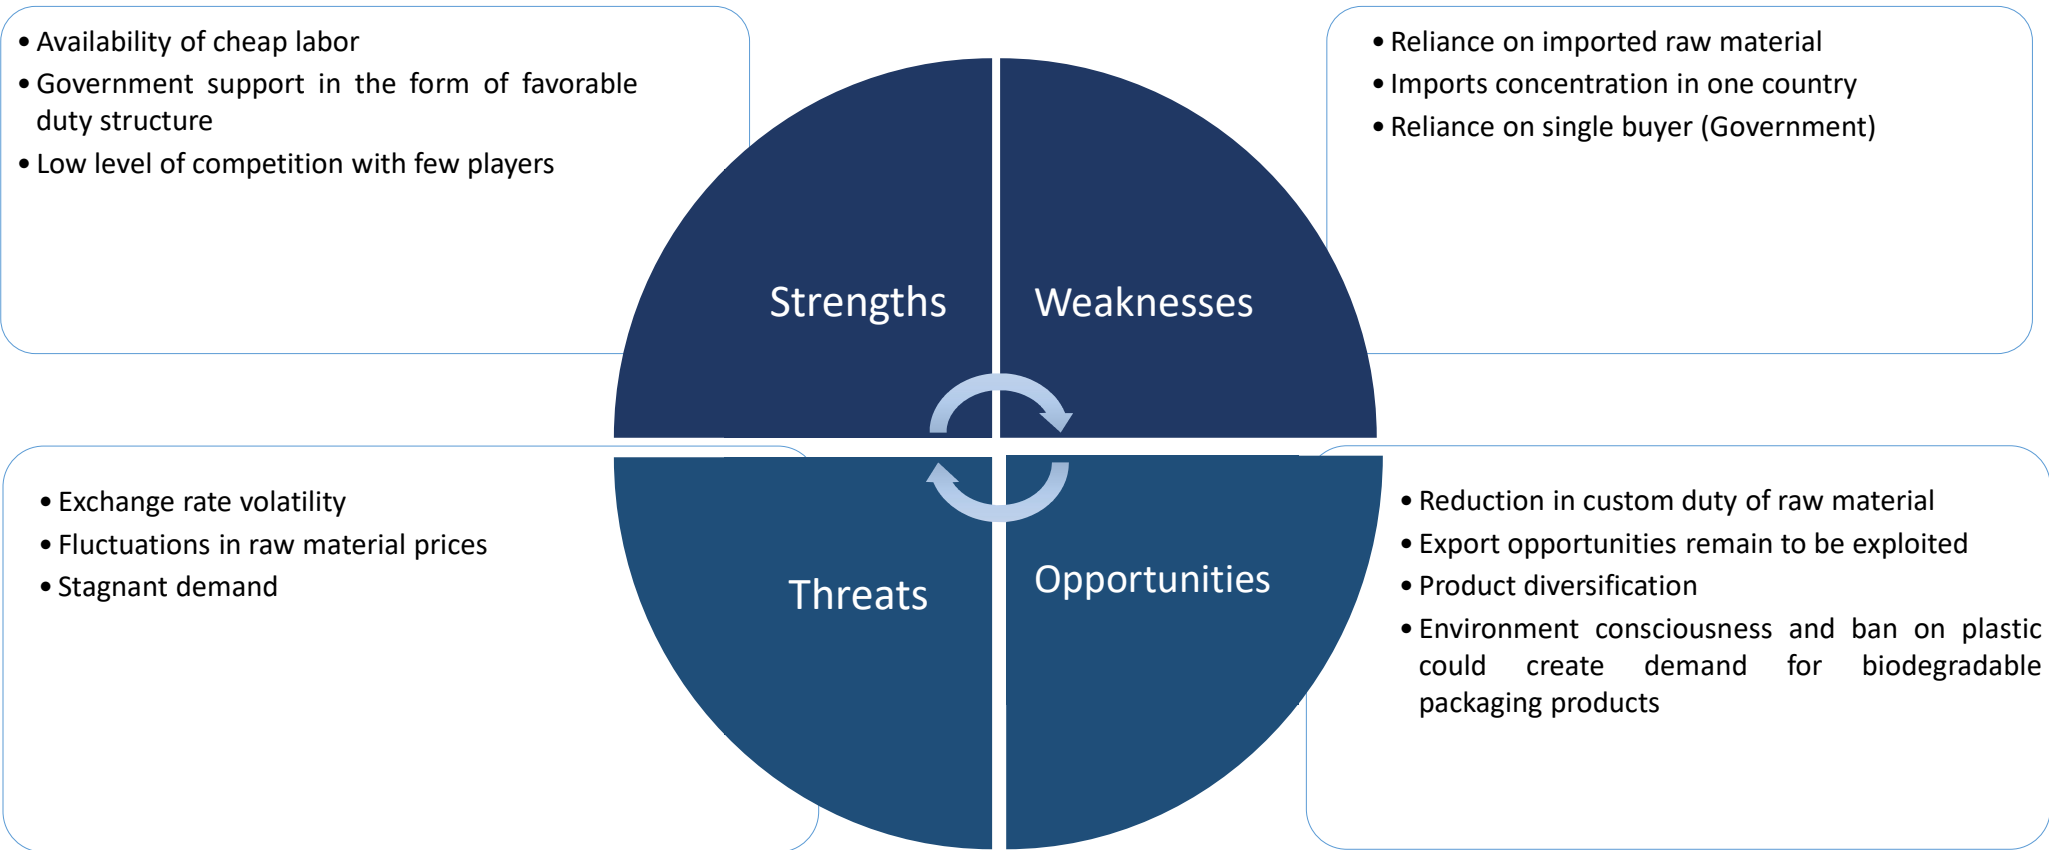 • Availability of cheap labor
• Government support in the form of favorable
duty structure
• Low level of competition with few players
• Reliance on imported raw material
• Imports concentration in one country
• Reliance on single buyer (Government)
Strengths
Weaknesses
• Exchange rate volatility
• Fluctuations in raw material prices
• Stagnant demand
Threats
Opportunities
• Reduction in custom duty of raw material
• Export opportunities remain to be exploited
• Product diversification
• Environment consciousness and ban on plastic
could create demand for biodegradable
packaging products